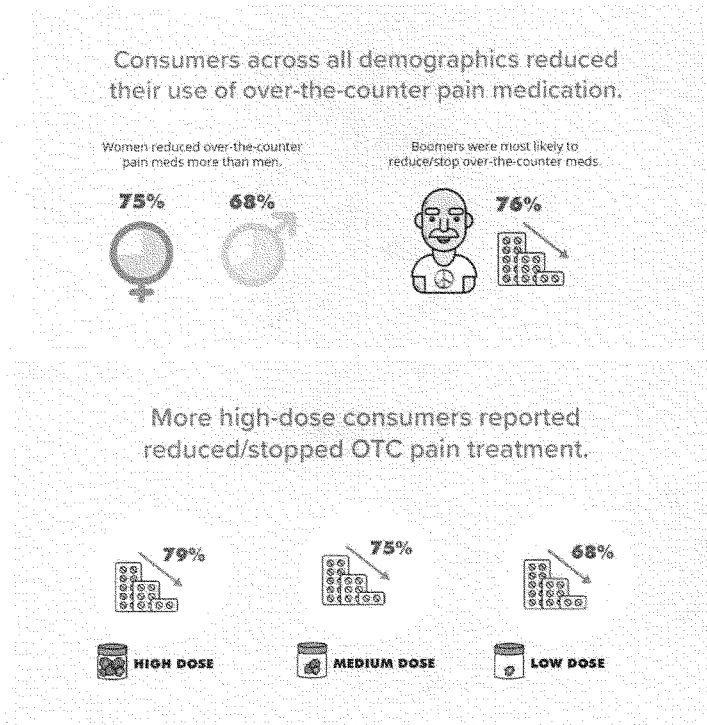 Consumers across all demographics reduced
their use of over-the-counter pain medication.
Women reduced over-the-counter
pain meds more than men.
75%
68%
Boomers were most likely to
reduce/stop over-the-counter meds.
76%
More high-dose consumers reported
reduced/stopped OTC pain treatment.
79%
75%
68%
HIGH DOSE
MEDIUM DOSE
LOW DOSE